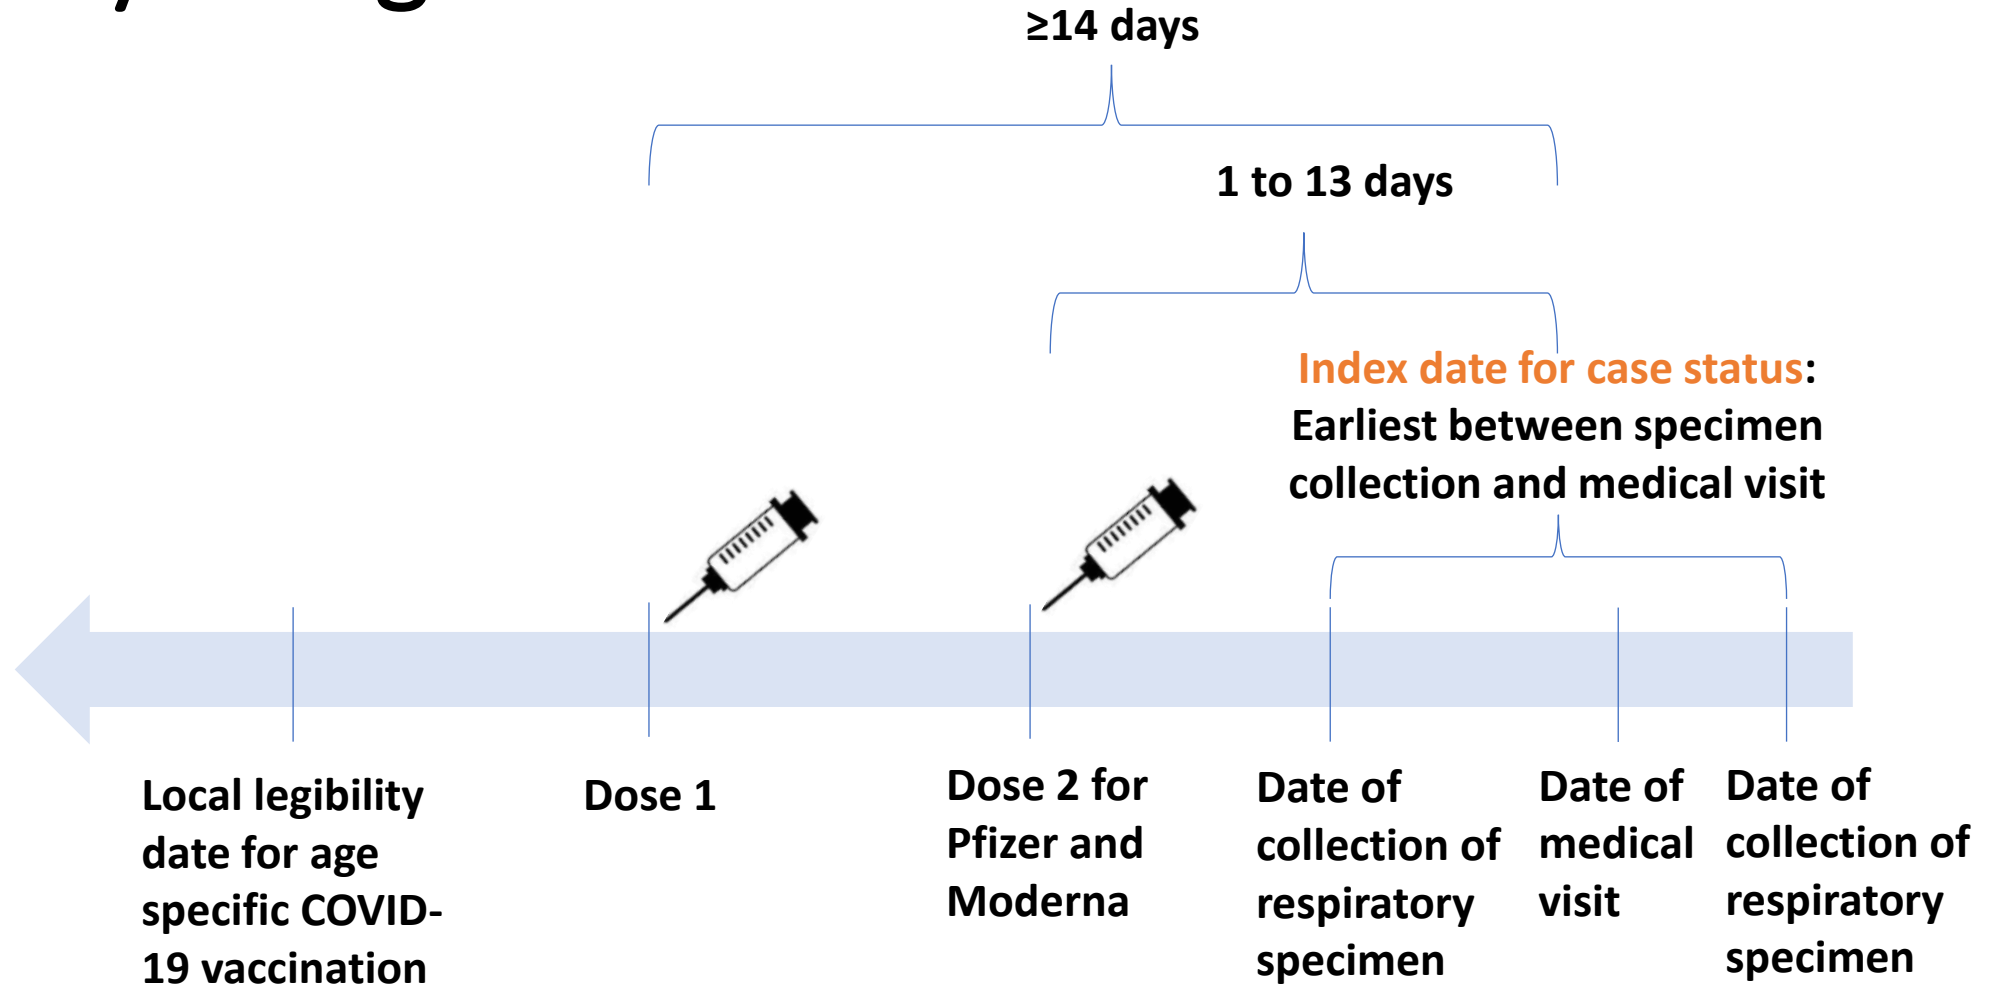 ≥14 days
1 to 13 days
Index date for case status:
Earliest between specimen
collection and medical visit
Local legibility
date for age
specific COVID-
19 vaccination
Dose 1
Dose 2 for
Pfizer and
Moderna
Date of
collection of
respiratory
specimen
Date of
medical
visit
Date of
collection of
respiratory
specimen